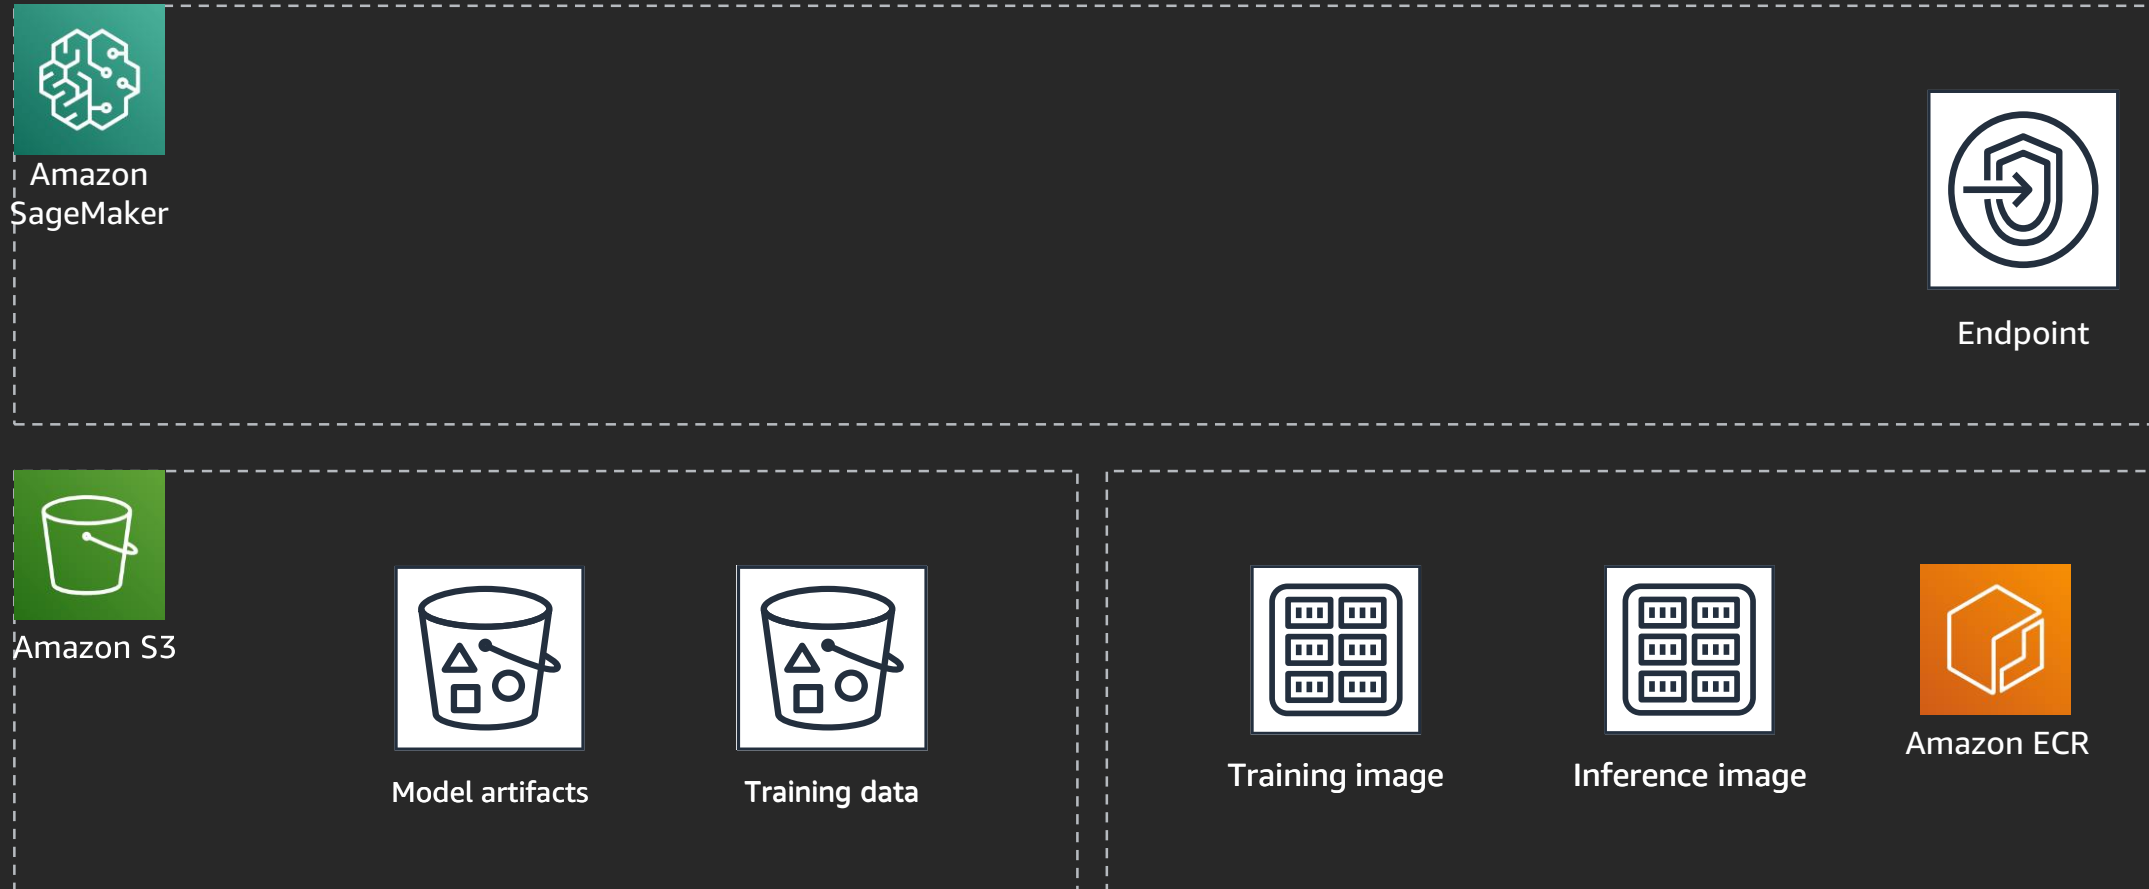 Amazon
SageMaker
Endpoint
Amazon S3
Model artifacts
Training data
Training image
Inference image
Amazon ECR